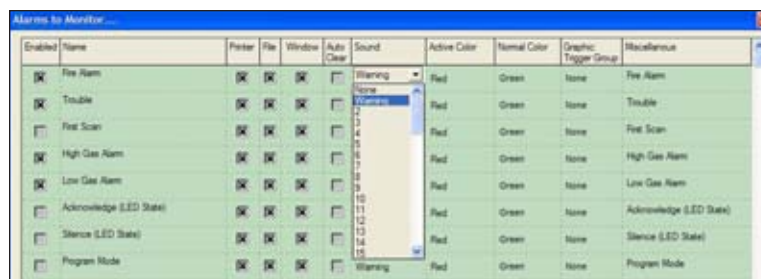 Alarms to Monitor....
Enabled Name Printer File Window Auto Clear Sound Active Color Normal Color Graphic Trigger Group Miscellaneous
Fire Alarm Warning Red Green None Fire Alarm
None
Trouble Warning Red Green None Trouble
2
3
First Scan 4 Red Green None First Scan
5
6
High Gas Alarm 7 Red Green None High Gas Alarm
8
Low Gas Alarm 9 Red Green None Low Gas Alarm
10
Acknowledge (LED State) 11 Red Green None Acknowledge (LED State)
12
13
Silence (LED State) 14 Red Green None Silence (LED State)
15
Program Mode Warning Red Green None Program Mode